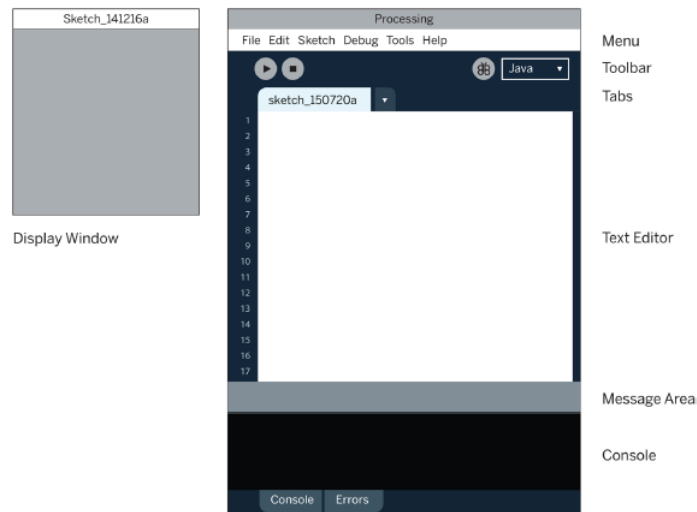 Sketch_141216a
Display Window
Processing
File Edit Sketch Debug Tools Help
Java
sketch_150720a
1
2
3
4
5
6
7
8
9
10
11
12
13
14
15
16
17
Console Errors
Menu
Toolbar
Tabs
Text Editor
Message Area
Console